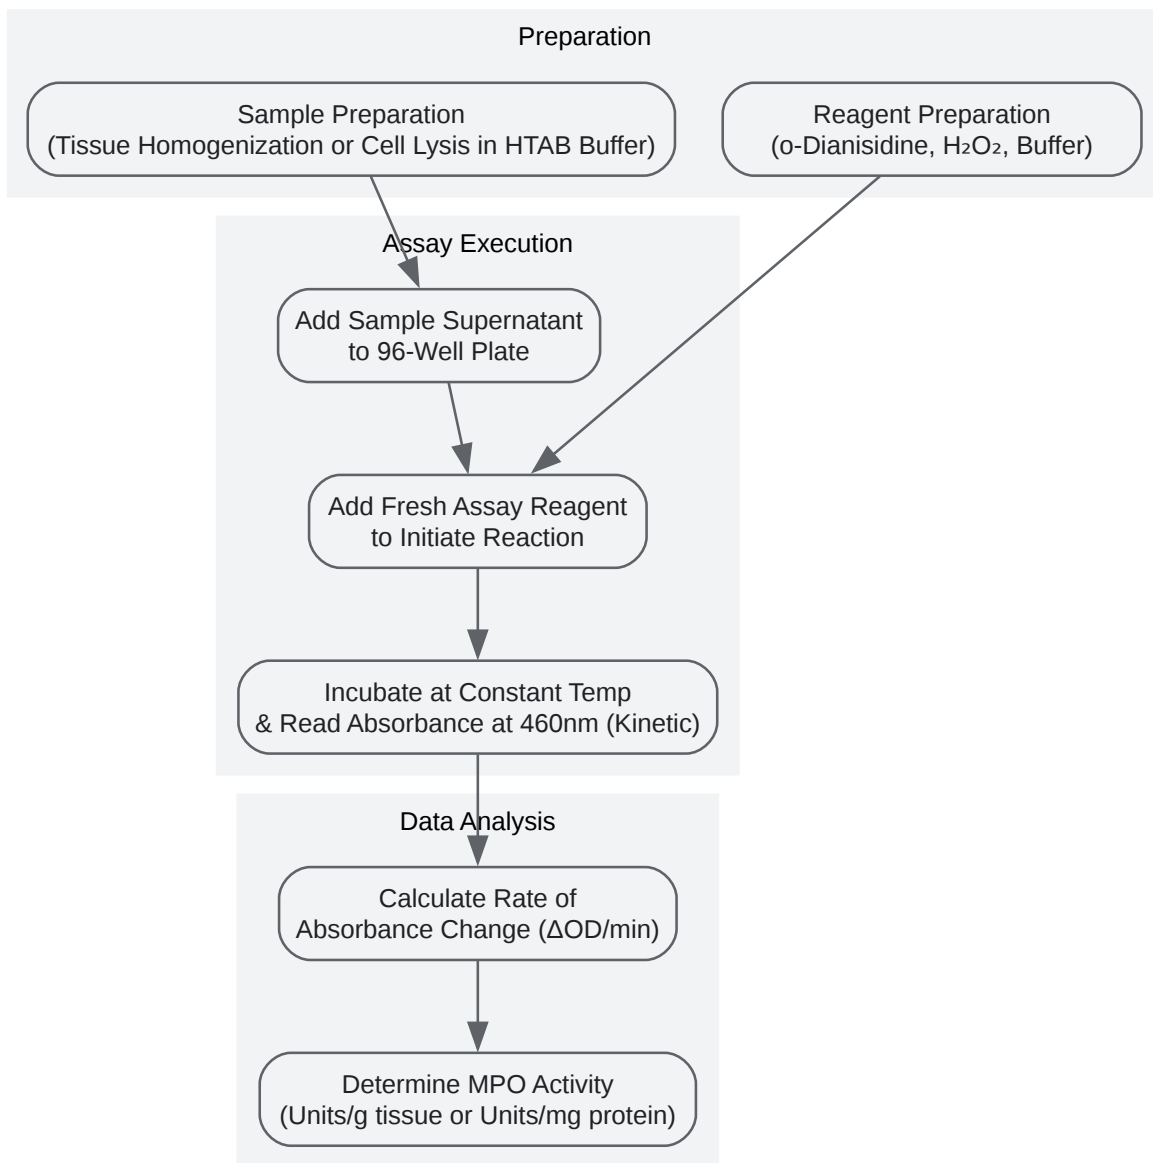 Preparation
Sample Preparation
(Tissue Homogenization or Cell Lysis in HTAB Buffer)
Reagent Preparation
(o-Dianisidine, H₂O₂, Buffer)
Assay Execution
Add Sample Supernatant
to 96-Well Plate
Add Fresh Assay Reagent
to Initiate Reaction
Incubate at Constant Temp
& Read Absorbance at 460nm (Kinetic)
Data Analysis
Calculate Rate of
Absorbance Change (ΔOD/min)
Determine MPO Activity
(Units/g tissue or Units/mg protein)